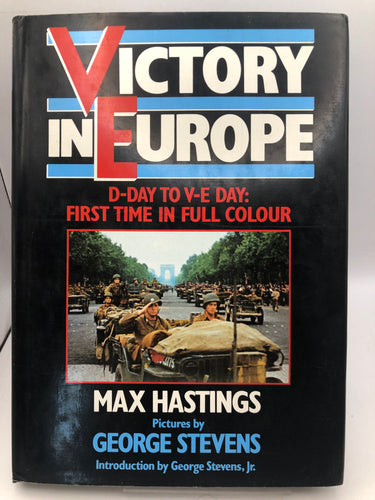 VICTORY
IN EUROPE
D-DAY TO V-E DAY:
FIRST TIME IN FULL COLOUR
MAX HASTINGS
Pictures by
GEORGE STEVENS
Introduction by George Stevens, Jr.